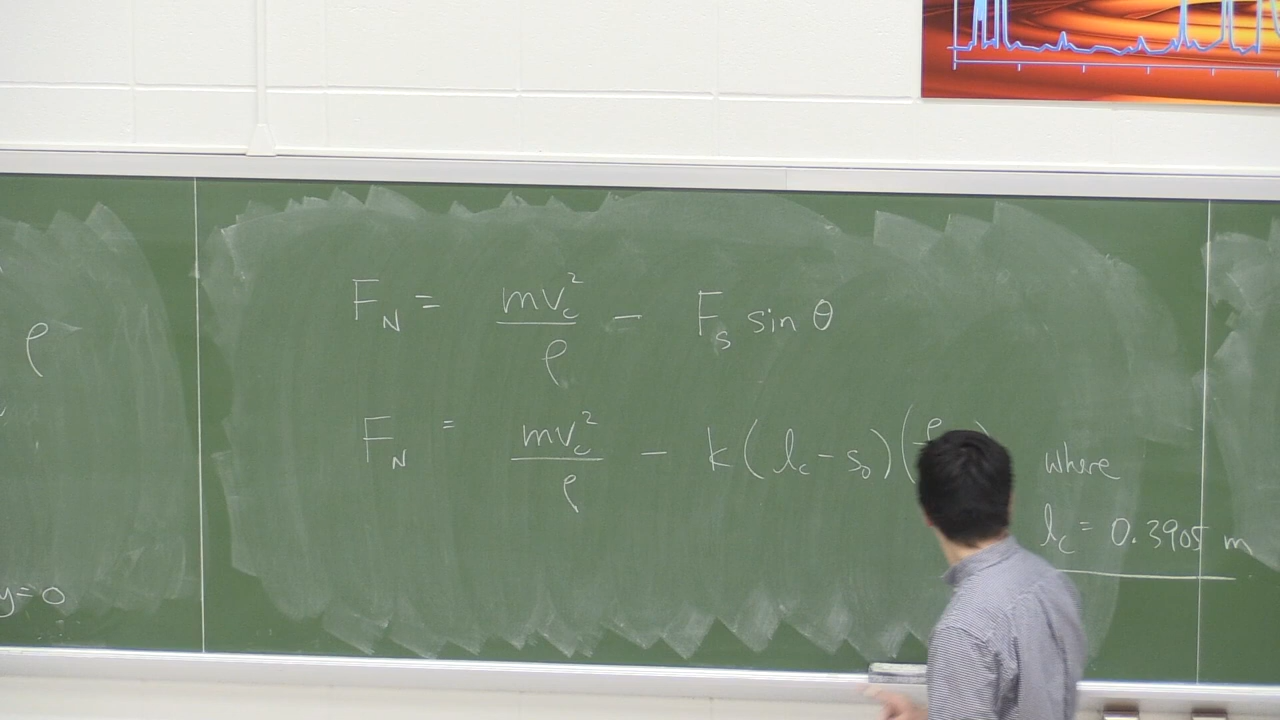 ρ
y=0
F_N = mv_c²/ρ - F_s sin θ
F_N = mv_c²/ρ - k(l_c - s_0)(ρ ) where
l_c = 0.3905 m